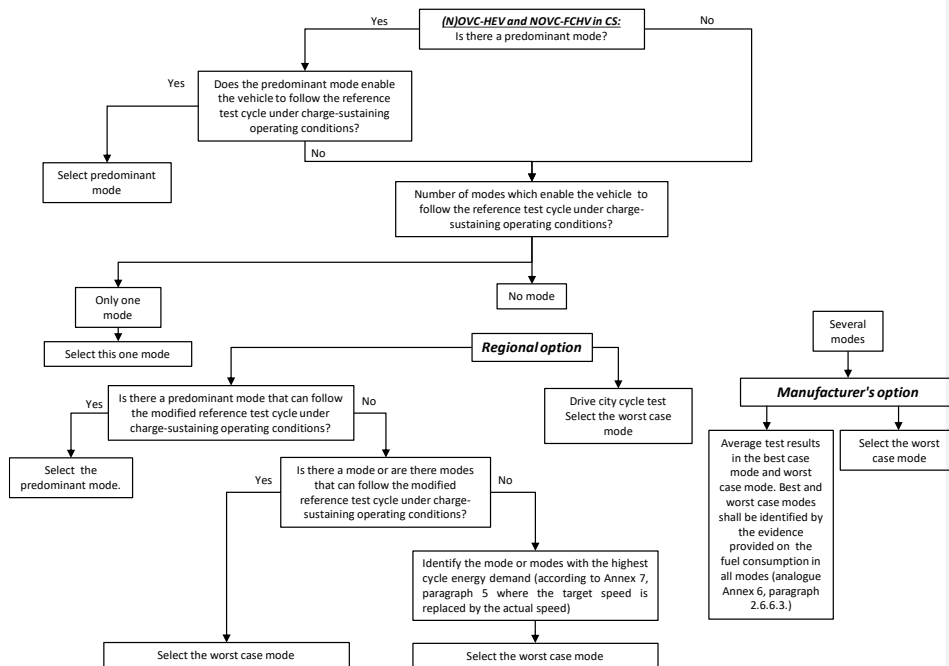 (N)OVC-HEV and NOVC-FCHV in CS:
Is there a predominant mode?
Yes
No
Does the predominant mode enable
the vehicle to follow the reference
test cycle under charge-sustaining
operating conditions?
Yes
No
Select predominant
mode
Number of modes which enable the vehicle to
follow the reference test cycle under charge-
sustaining operating conditions?
Only one
mode
No mode
Several
modes
Select this one mode
Regional option
Manufacturer's option
Is there a predominant mode that can follow
the modified reference test cycle under
charge-sustaining operating conditions?
Yes
No
Drive city cycle test
Select the worst case
mode
Average test results
in the best case
mode and worst
case mode. Best and
worst case modes
shall be identified by
the evidence
provided on the
fuel consumption in
all modes (analogue
Annex 6, paragraph
2.6.6.3.)
Select the worst
case mode
Select the
predominant mode.
Is there a mode or are there modes
that can follow the modified
reference test cycle under charge-
sustaining operating conditions?
Yes
No
Identify the mode or modes with the highest
cycle energy demand (according to Annex 7,
paragraph 5 where the target speed is
replaced by the actual speed)
Select the worst case mode
Select the worst case mode